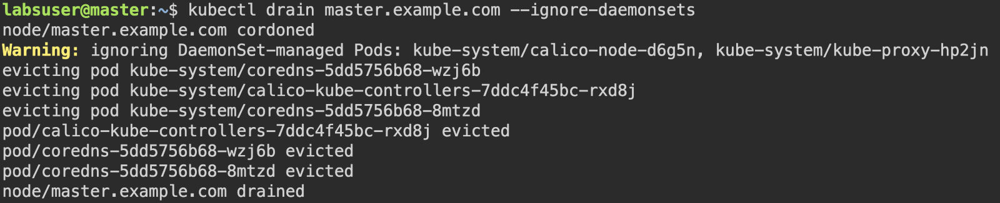 labsuser@master:~$ kubectl drain master.example.com --ignore-daemonsets
node/master.example.com cordoned
Warning: ignoring DaemonSet-managed Pods: kube-system/calico-node-d6g5n, kube-system/kube-proxy-hp2jn
evicting pod kube-system/coredns-5dd5756b68-wzj6b
evicting pod kube-system/calico-kube-controllers-7ddc4f45bc-rxd8j
evicting pod kube-system/coredns-5dd5756b68-8mtzd
pod/calico-kube-controllers-7ddc4f45bc-rxd8j evicted
pod/coredns-5dd5756b68-wzj6b evicted
pod/coredns-5dd5756b68-8mtzd evicted
node/master.example.com drained